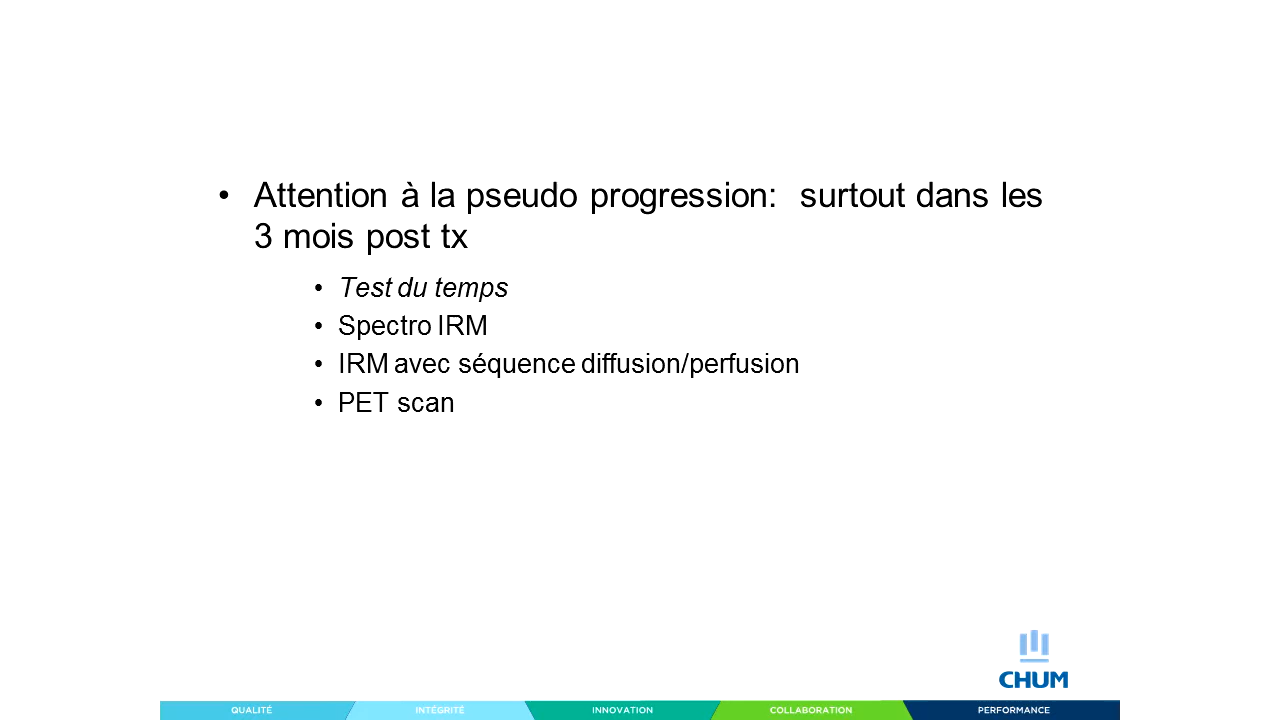 • Attention à la pseudo progression:  surtout dans les
3 mois post tx
• Test du temps
• Spectro IRM
• IRM avec séquence diffusion/perfusion
• PET scan
CHUM
QUALITÉ INTÉGRITÉ INNOVATION COLLABORATION PERFORMANCE